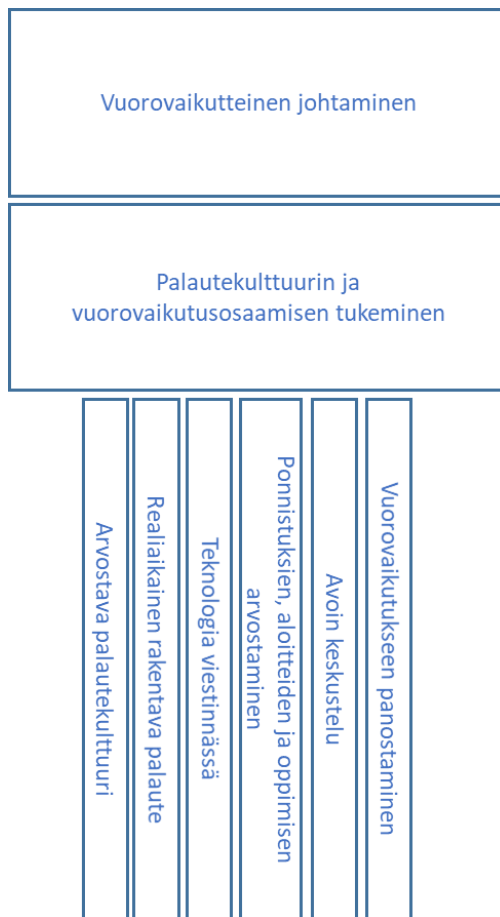 Vuorovaikutteinen johtaminen
Palautekulttuurin ja
vuorovaikutusosaamisen tukeminen
Arvostava palautekulttuuri
Realiaikainen rakentava palaute
Teknologia viestinnässä
Ponnistuksien, aloitteiden ja oppimisen
arvostaminen
Avoin keskustelu
Vuorovaikutukseen panostaminen